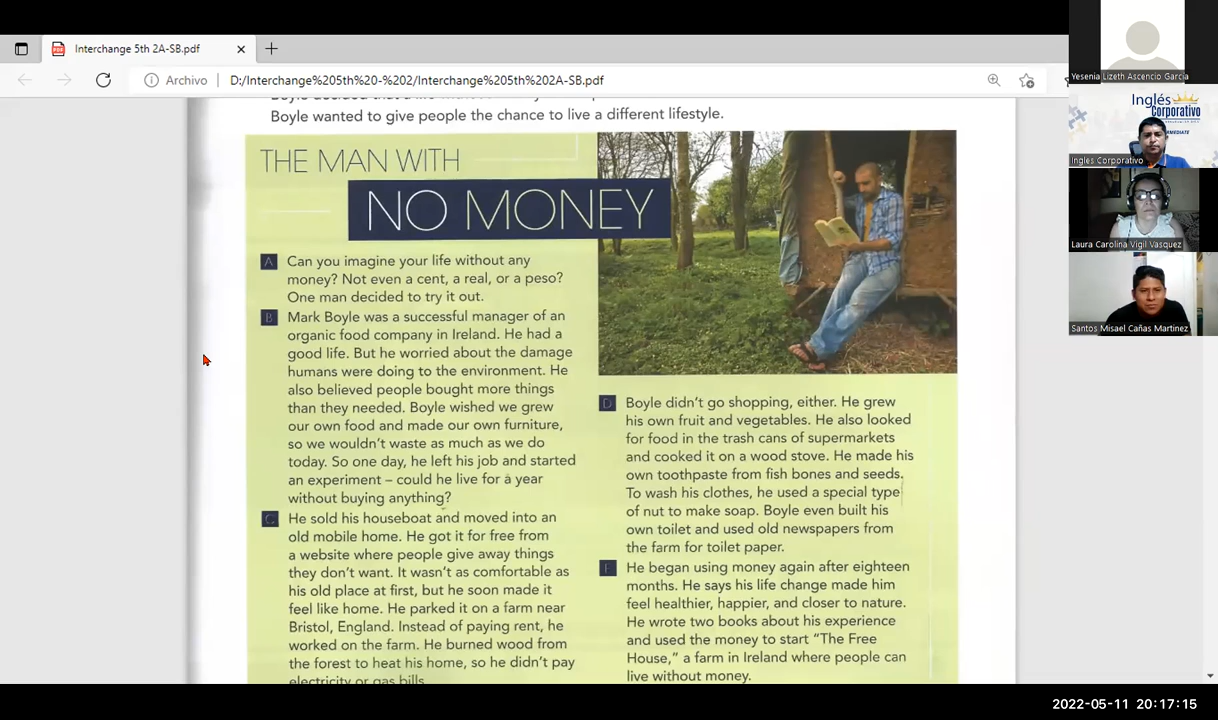 Interchange 5th 2A-SB.pdf
Archivo
D:/Interchange%205th%20-%202/Interchange%205th%202A-SB.pdf
Boyle wanted to give people the chance to live a different lifestyle.
THE MAN WITH
NO MONEY
A Can you imagine your life without any
money? Not even a cent, a real, or a peso?
One man decided to try it out.
B Mark Boyle was a successful manager of an
organic food company in Ireland. He had a
good life. But he worried about the damage
humans were doing to the environment. He
also believed people bought more things
than they needed. Boyle wished we grew
our own food and made our own furniture,
so we wouldn't waste as much as we do
today. So one day, he left his job and started
an experiment – could he live for a year
without buying anything?
C He sold his houseboat and moved into an
old mobile home. He got it for free from
a website where people give away things
they don't want. It wasn't as comfortable as
his old place at first, but he soon made it
feel like home. He parked it on a farm near
Bristol, England. Instead of paying rent, he
worked on the farm. He burned wood from
the forest to heat his home, so he didn't pay
electricity or gas bills.
D Boyle didn't go shopping, either. He grew
his own fruit and vegetables. He also looked
for food in the trash cans of supermarkets
and cooked it on a wood stove. He made his
own toothpaste from fish bones and seeds.
To wash his clothes, he used a special type
of nut to make soap. Boyle even built his
own toilet and used old newspapers from
the farm for toilet paper.
E He began using money again after eighteen
months. He says his life change made him
feel healthier, happier, and closer to nature.
He wrote two books about his experience
and used the money to start "The Free
House," a farm in Ireland where people can
live without money.
Yesenia Lizeth Ascencio Garcia
Inglés
Corporativo
Ingles Corporativo
Laura Carolina Vigil Vasquez
Santos Misael Cañas Martinez
2022-05-11 20:17:15